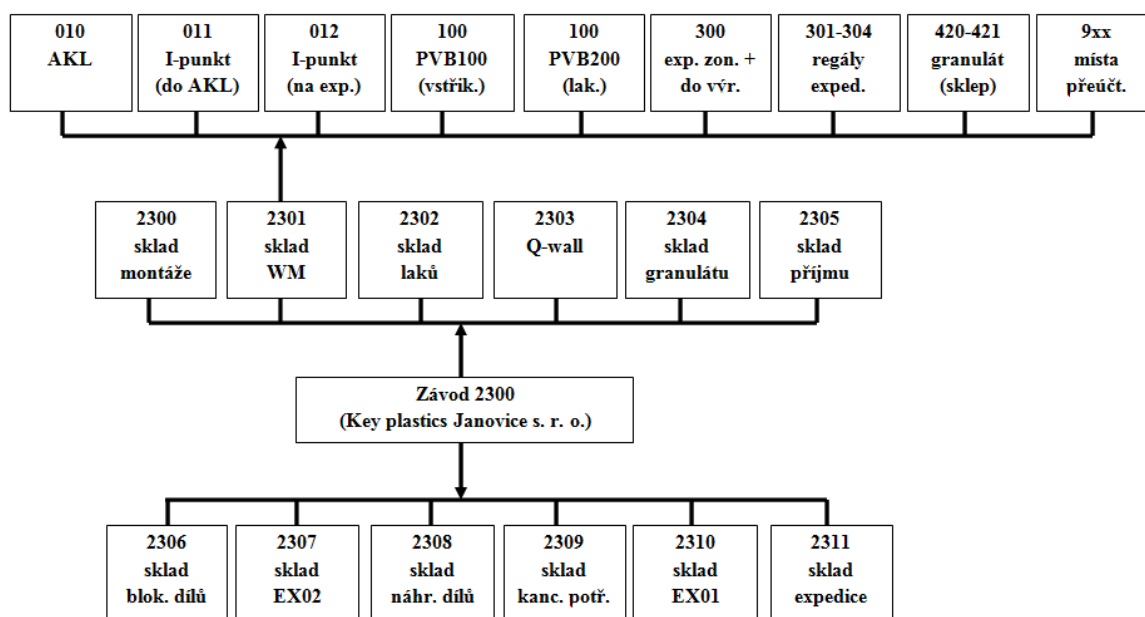 010
AKL
011
I-punkt
(do AKL)
012
I-punkt
(na exp.)
100
PVB100
(vstřik.)
100
PVB200
(lak.)
300
exp. zon. +
do výr.
301-304
regály
exped.
420-421
granulát
(sklep)
9xx
místa
přeúčt.
2300
sklad
montáže
2301
sklad
WM
2302
sklad
laků
2303
Q-wall
2304
sklad
granulátu
2305
sklad
příjmu
Závod 2300
(Key plastics Janovice s. r. o.)
2306
sklad
blok. dílů
2307
sklad
EX02
2308
sklad
náhr. dílů
2309
sklad
kanc. potř.
2310
sklad
EX01
2311
sklad
expedice